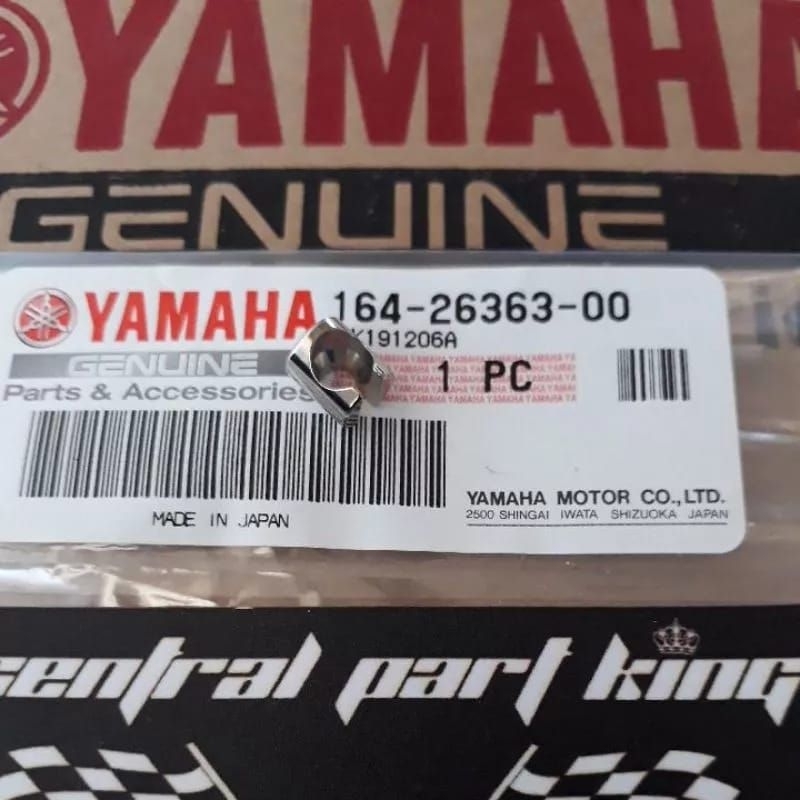 YAMAHA
GENUINE
YAMAHA 164-26363-00
K191206A
GENUINE
Parts & Accessories
1 PC
YAMAHA MOTOR CO.,LTD.
2500 SHINGAI IWATA SHIZUOKA JAPAN
MADE IN JAPAN
sentral part king